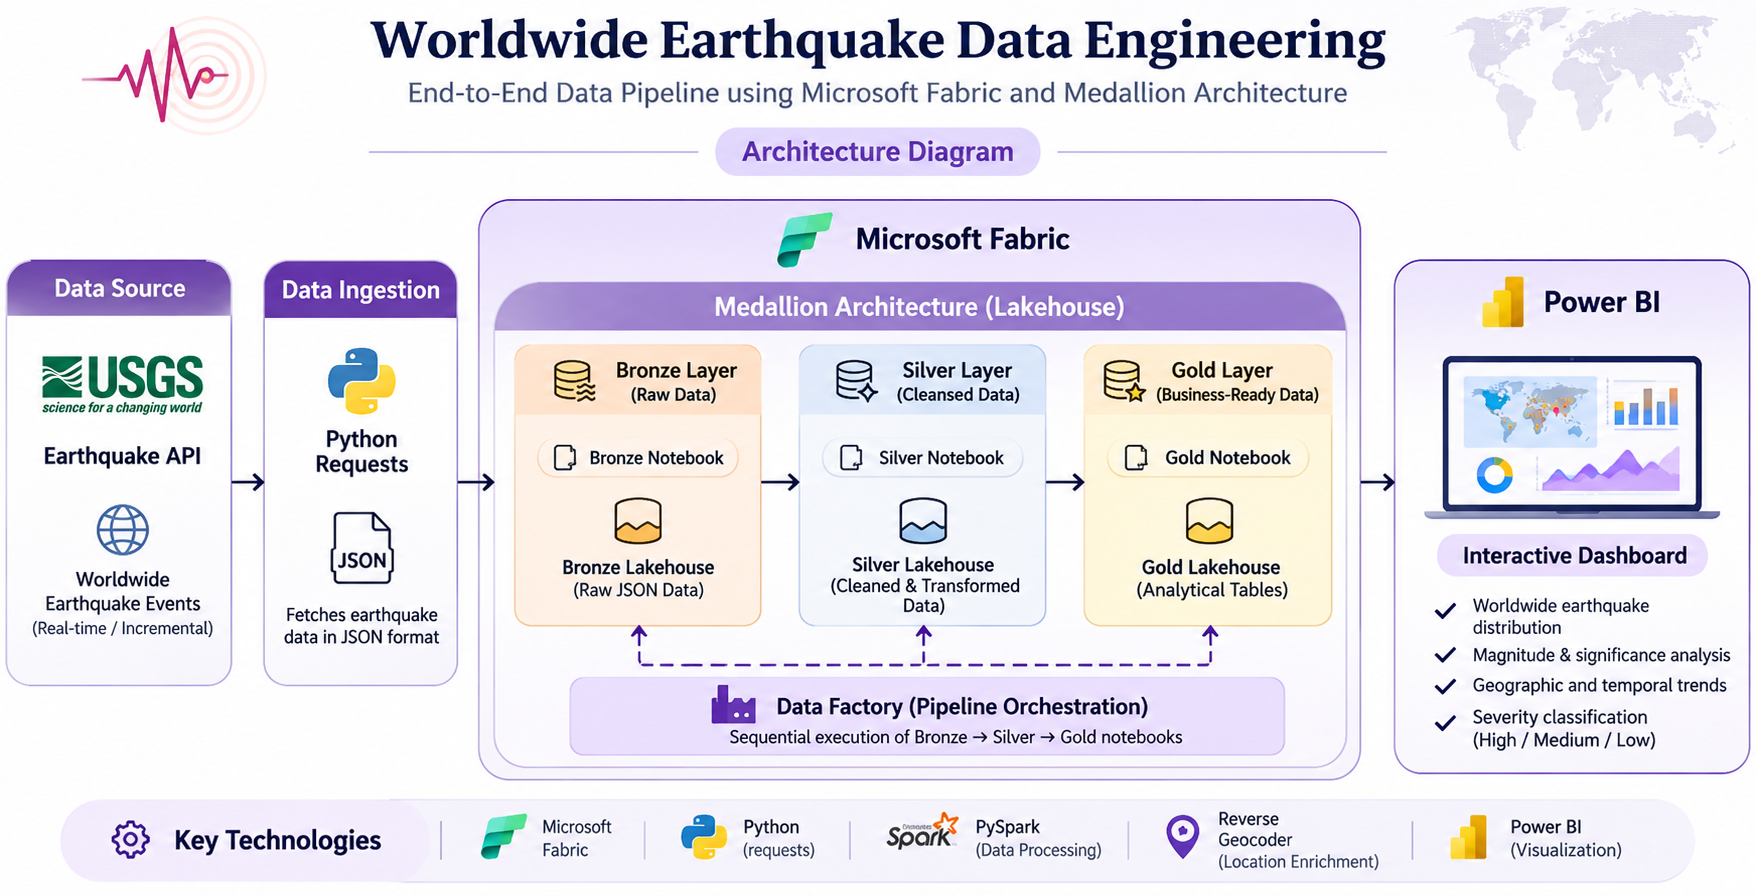 Worldwide Earthquake Data Engineering
End-to-End Data Pipeline using Microsoft Fabric and Medallion Architecture
Architecture Diagram
Data Source
USGS
science for a changing world
Earthquake API
Worldwide
Earthquake Events
(Real-time / Incremental)
Data Ingestion
Python
Requests
JSON
Fetches earthquake
data in JSON format
Microsoft Fabric
Medallion Architecture (Lakehouse)
Bronze Layer
(Raw Data)
Bronze Notebook
Bronze Lakehouse
(Raw JSON Data)
Silver Layer
(Cleansed Data)
Silver Notebook
Silver Lakehouse
(Cleaned & Transformed
Data)
Gold Layer
(Business-Ready Data)
Gold Notebook
Gold Lakehouse
(Analytical Tables)
Data Factory (Pipeline Orchestration)
Sequential execution of Bronze → Silver → Gold notebooks
Power BI
Interactive Dashboard
Worldwide earthquake
distribution
Magnitude & significance analysis
Geographic and temporal trends
Severity classification
(High / Medium / Low)
Key Technologies
Microsoft
Fabric
Python
(requests)
Spark
PySpark
(Data Processing)
Reverse
Geocoder
(Location Enrichment)
Power BI
(Visualization)